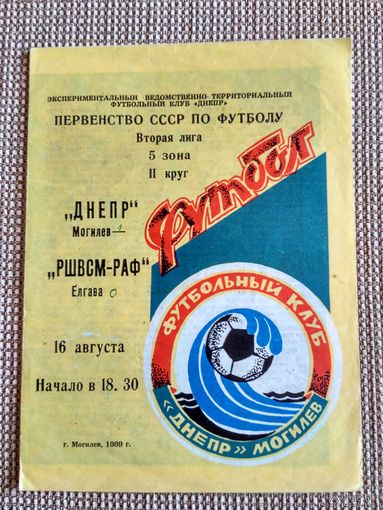 ЭКСПЕРИМЕНТАЛЬНЫЙ ВЕДОМСТВЕННО-ТЕРРИТОРИАЛЬНЫЙ
ФУТБОЛЬНЫЙ КЛУБ «ДНЕПР»
ПЕРВЕНСТВО СССР ПО ФУТБОЛУ
Вторая лига
5 зона
II круг
футбол
„ДНЕПР"
Могилев 1
„РШВСМ-РАФ"
Елгава 0
16 августа
Начало в 18. 30
ФУТБОЛЬНЫЙ КЛУБ
«ДНЕПР» МОГИЛЕВ
г. Могилев, 1989 г.